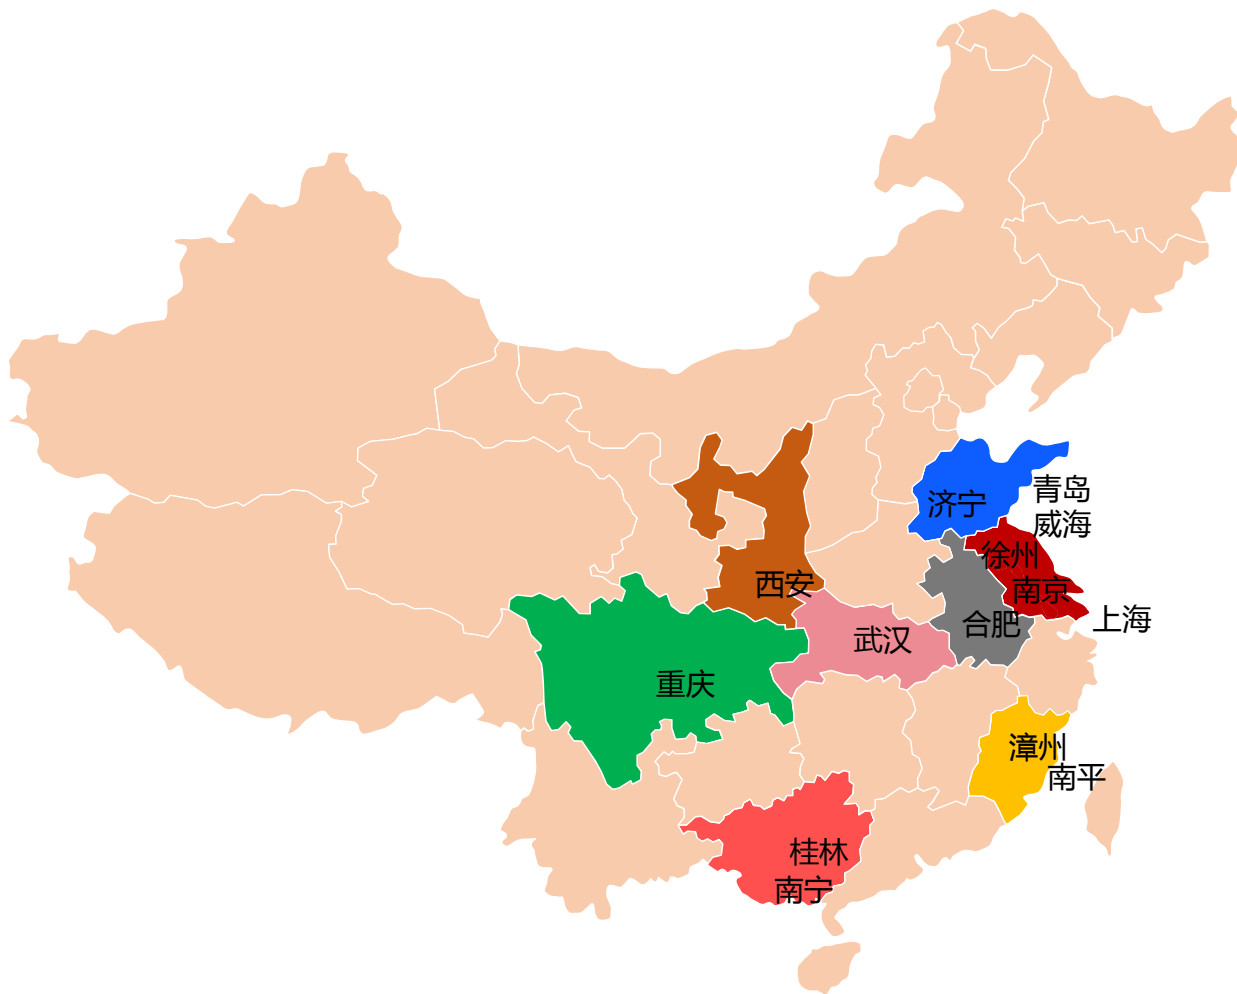 青岛
济宁
威海
徐州
西安
南京
上海
合肥
武汉
重庆
漳州
南平
桂林
南宁